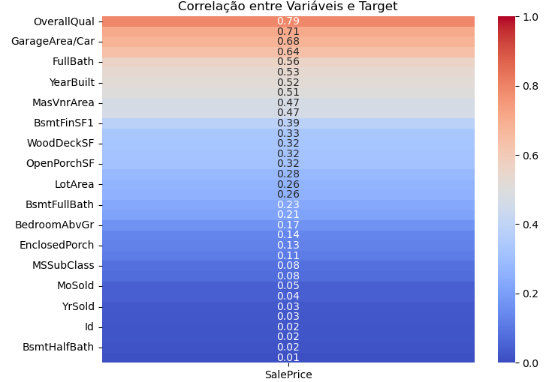 Correlação entre Variáveis e Target
OverallQual 0.79
0.71
GarageArea/Car 0.68
0.64
FullBath 0.56
0.53
YearBuilt 0.52
0.51
MasVnrArea 0.47
0.47
BsmtFinSF1 0.39
0.33
WoodDeckSF 0.32
0.32
OpenPorchSF 0.32
0.28
LotArea 0.26
0.26
BsmtFullBath 0.23
0.21
BedroomAbvGr 0.17
0.14
EnclosedPorch 0.13
0.11
MSSubClass 0.08
0.08
MoSold 0.05
0.04
YrSold 0.03
0.03
Id 0.02
0.02
BsmtHalfBath 0.02
0.01
SalePrice
1.0
0.8
0.6
0.4
0.2
0.0